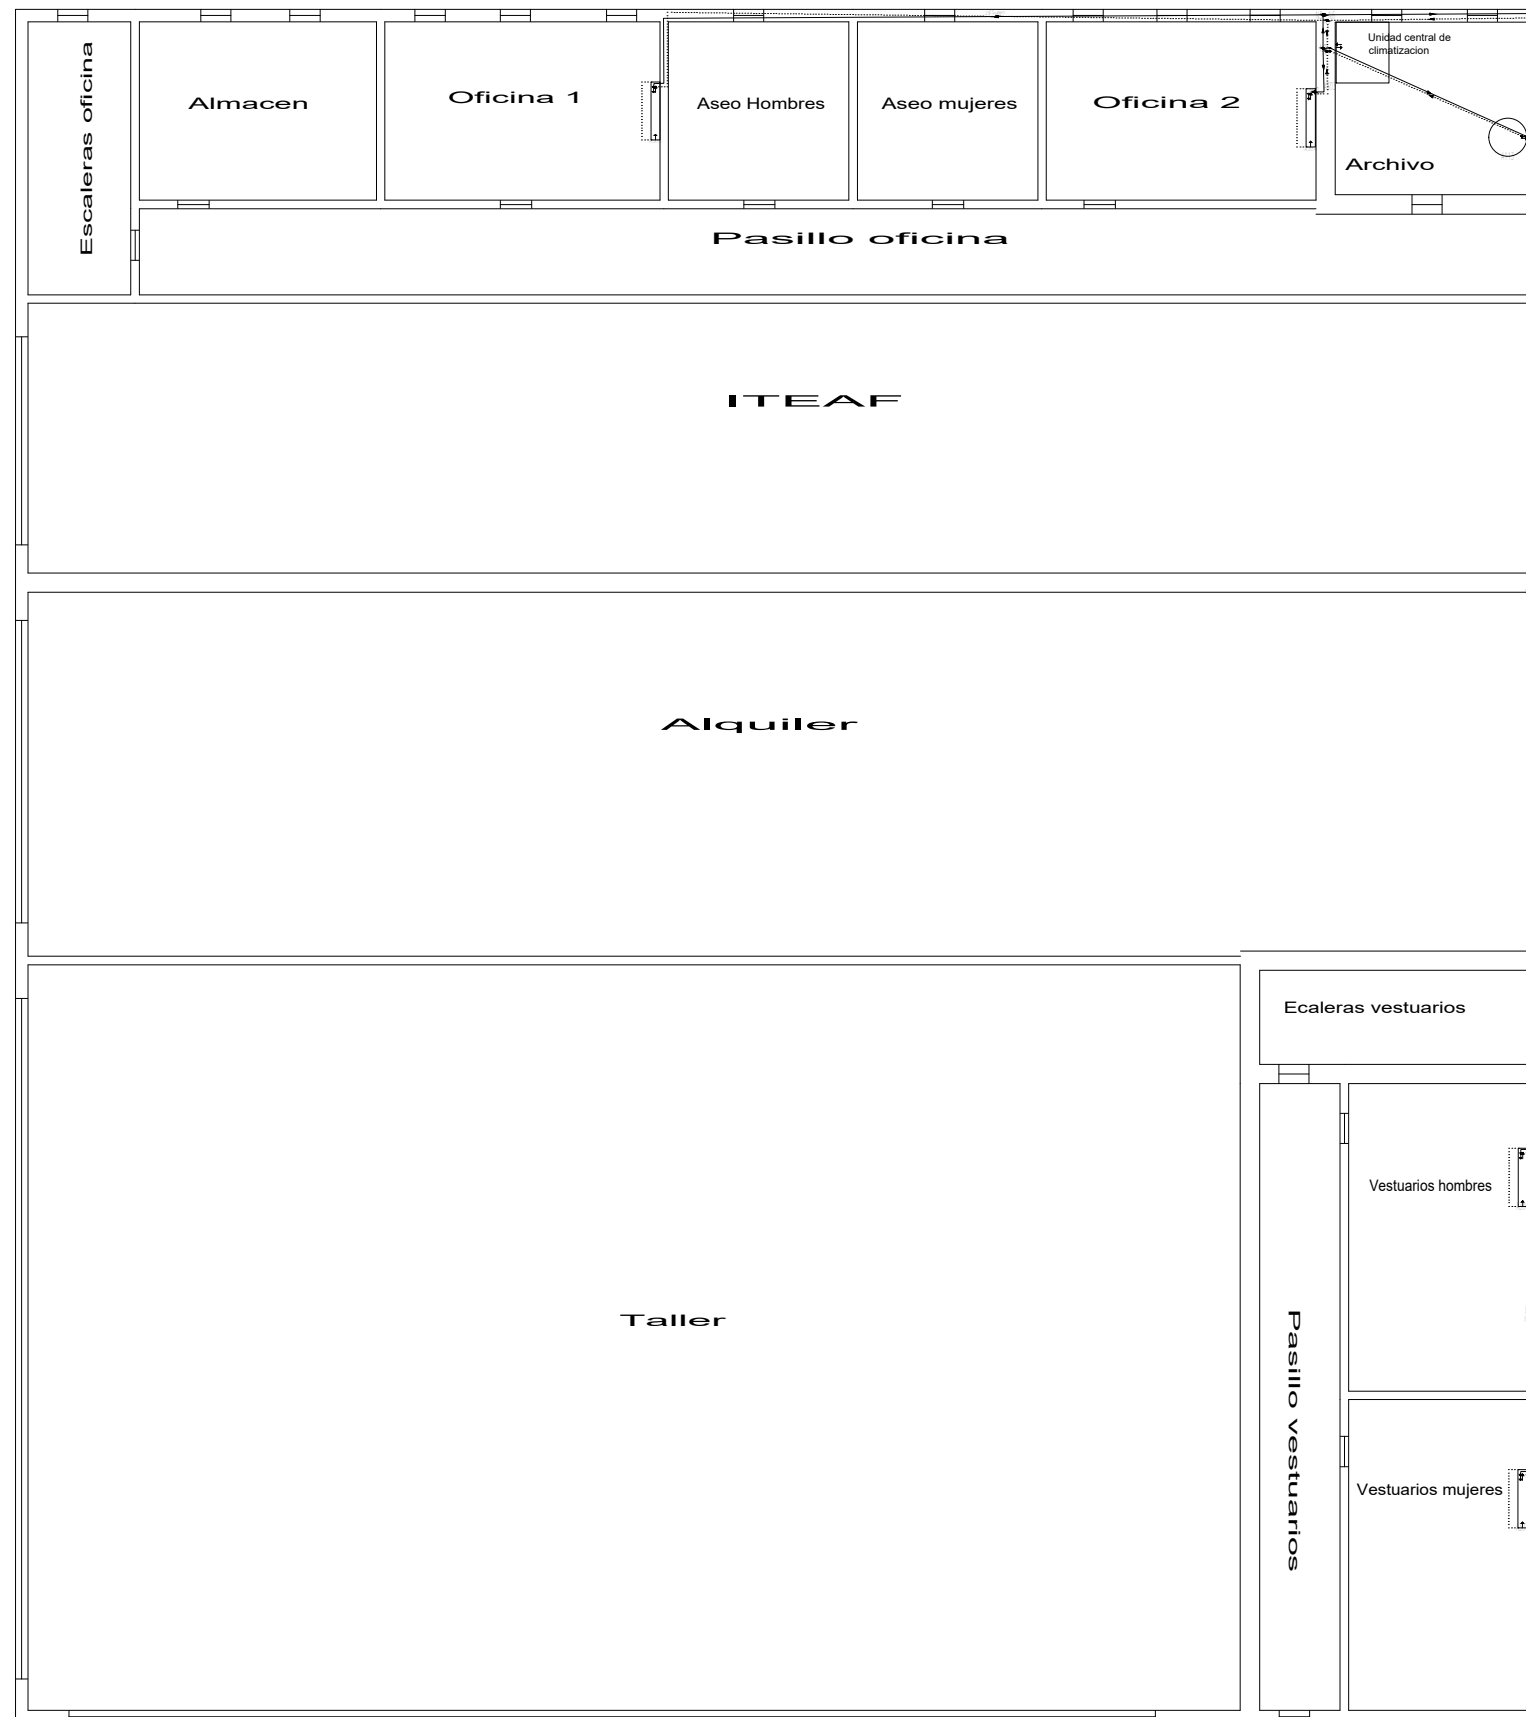 Unidad central de
climatizacion
Escaleras oficina
Almacen
Oficina 1
Aseo Hombres
Aseo mujeres
Oficina 2
Archivo
Pasillo oficina
ITEAF
Alquiler
Ecaleras vestuarios
Vestuarios hombres
Taller
Pasillo vestuarios
Vestuarios mujeres